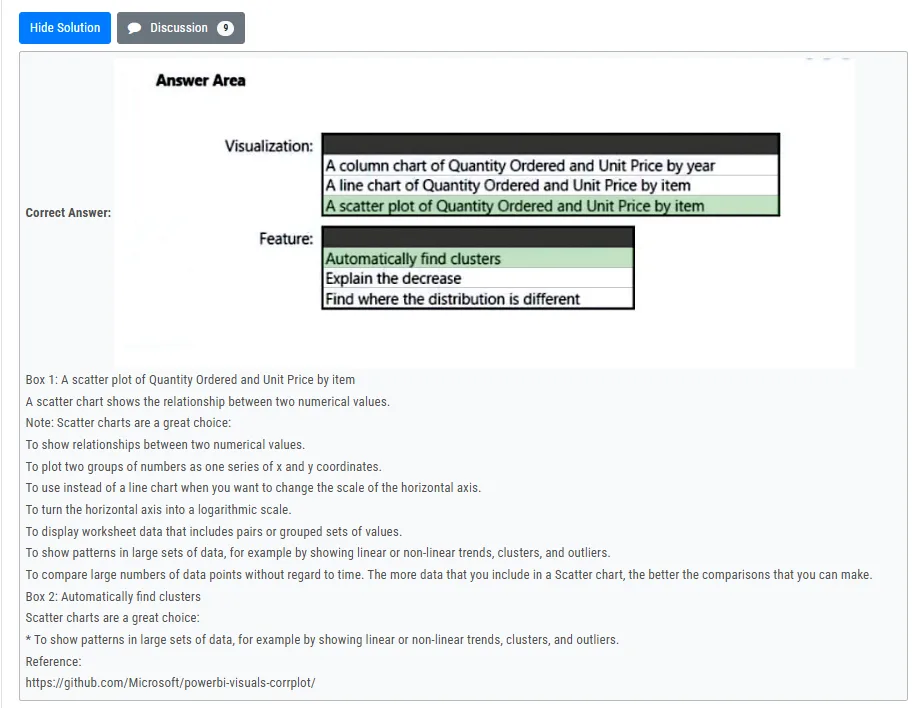 Hide Solution
Discussion 9
Answer Area
Visualization:
A column chart of Quantity Ordered and Unit Price by year
A line chart of Quantity Ordered and Unit Price by item
A scatter plot of Quantity Ordered and Unit Price by item
Correct Answer:
Feature:
Automatically find clusters
Explain the decrease
Find where the distribution is different
Box 1: A scatter plot of Quantity Ordered and Unit Price by item
A scatter chart shows the relationship between two numerical values.
Note: Scatter charts are a great choice:
To show relationships between two numerical values.
To plot two groups of numbers as one series of x and y coordinates.
To use instead of a line chart when you want to change the scale of the horizontal axis.
To turn the horizontal axis into a logarithmic scale.
To display worksheet data that includes pairs or grouped sets of values.
To show patterns in large sets of data, for example by showing linear or non-linear trends, clusters, and outliers.
To compare large numbers of data points without regard to time. The more data that you include in a Scatter chart, the better the comparisons that you can make.
Box 2: Automatically find clusters
Scatter charts are a great choice:
* To show patterns in large sets of data, for example by showing linear or non-linear trends, clusters, and outliers.
Reference:
https://github.com/Microsoft/powerbi-visuals-corrplot/